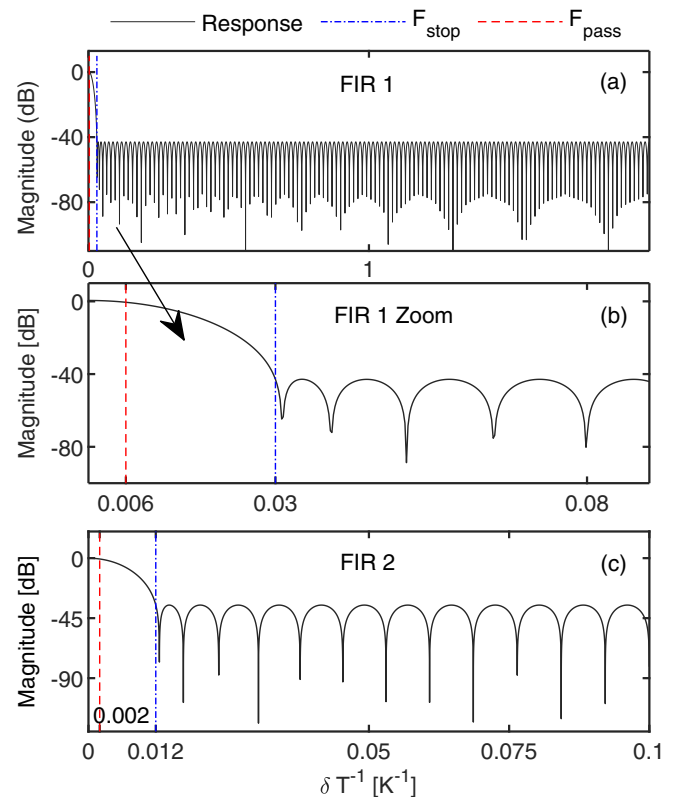 Response F_stop F_pass
(a)
FIR 1
Magnitude (dB)
0
-40
-80
0 1
(b)
FIR 1 Zoom
Magnitude [dB]
0
-40
-80
0.006 0.03 0.08
(c)
FIR 2
Magnitude [dB]
0
-45
-90
0.002
0 0.012 0.05 0.075 0.1
δ T⁻¹ [K⁻¹]